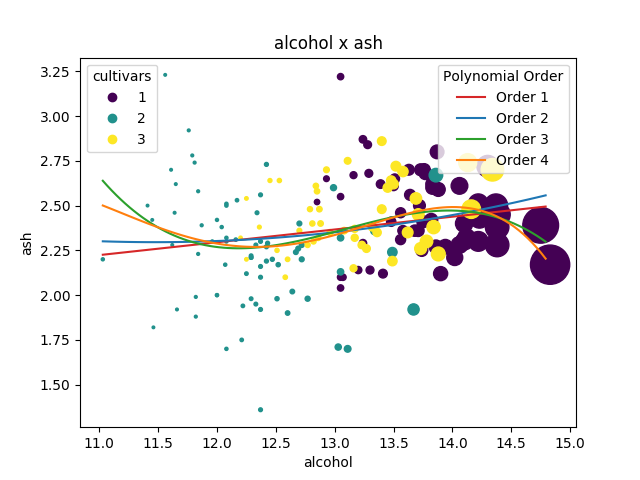 alcohol x ash
cultivars
1
2
3
Polynomial Order
Order 1
Order 2
Order 3
Order 4
ash
3.25
3.00
2.75
2.50
2.25
2.00
1.75
1.50
11.0 11.5 12.0 12.5 13.0 13.5 14.0 14.5 15.0
alcohol